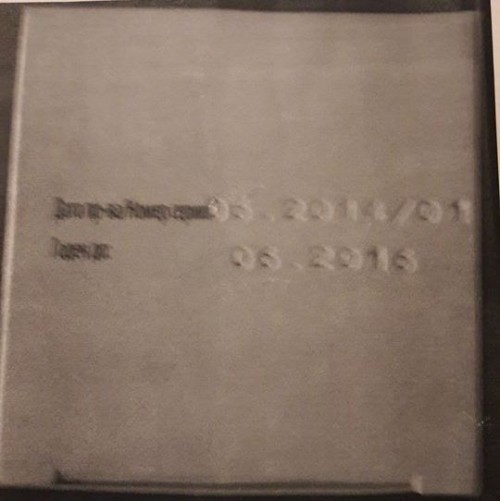 Дата пр-ва/Номер серии: 05.2014/01
Годен до: 06.2016